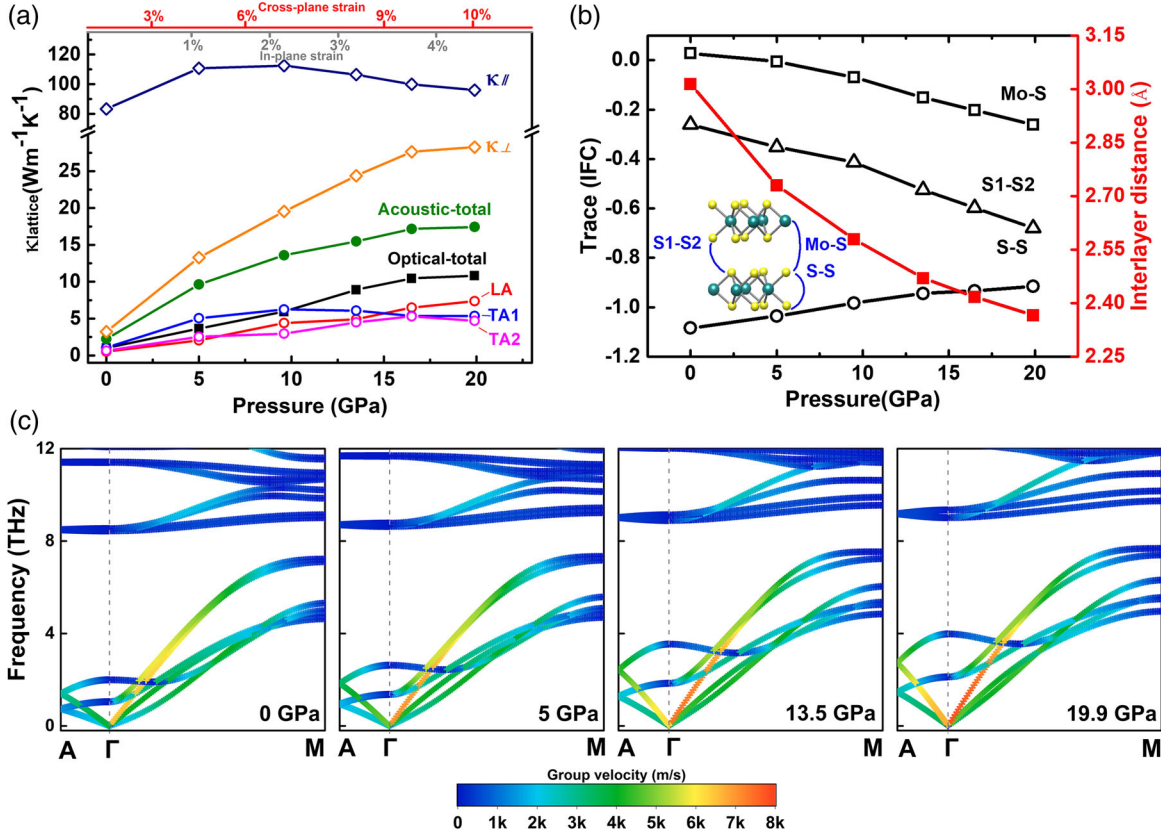 (a)
Cross-plane strain
3% 6% 9% 10%
1% 2% 3% 4%
In-plane strain
120
100
80
25
20
15
10
5
0
κlattice(Wm⁻¹K⁻¹)
κ∥
κ⊥
Acoustic-total
Optical-total
LA
TA1
TA2
0 5 10 15 20
Pressure (GPa)
(b)
0.0
-0.2
-0.4
-0.6
-0.8
-1.0
-1.2
Trace (IFC)
Mo-S
S1-S2
S-S
S1-S2
Mo-S
S-S
3.15
3.00
2.85
2.70
2.55
2.40
2.25
Interlayer distance (Å)
0 5 10 15 20
Pressure(GPa)
(c)
12
8
4
0
Frequency (THz)
0 GPa
5 GPa
13.5 GPa
19.9 GPa
A Γ M A Γ M A Γ M A Γ M
Group velocity (m/s)
0 1k 2k 3k 4k 5k 6k 7k 8k